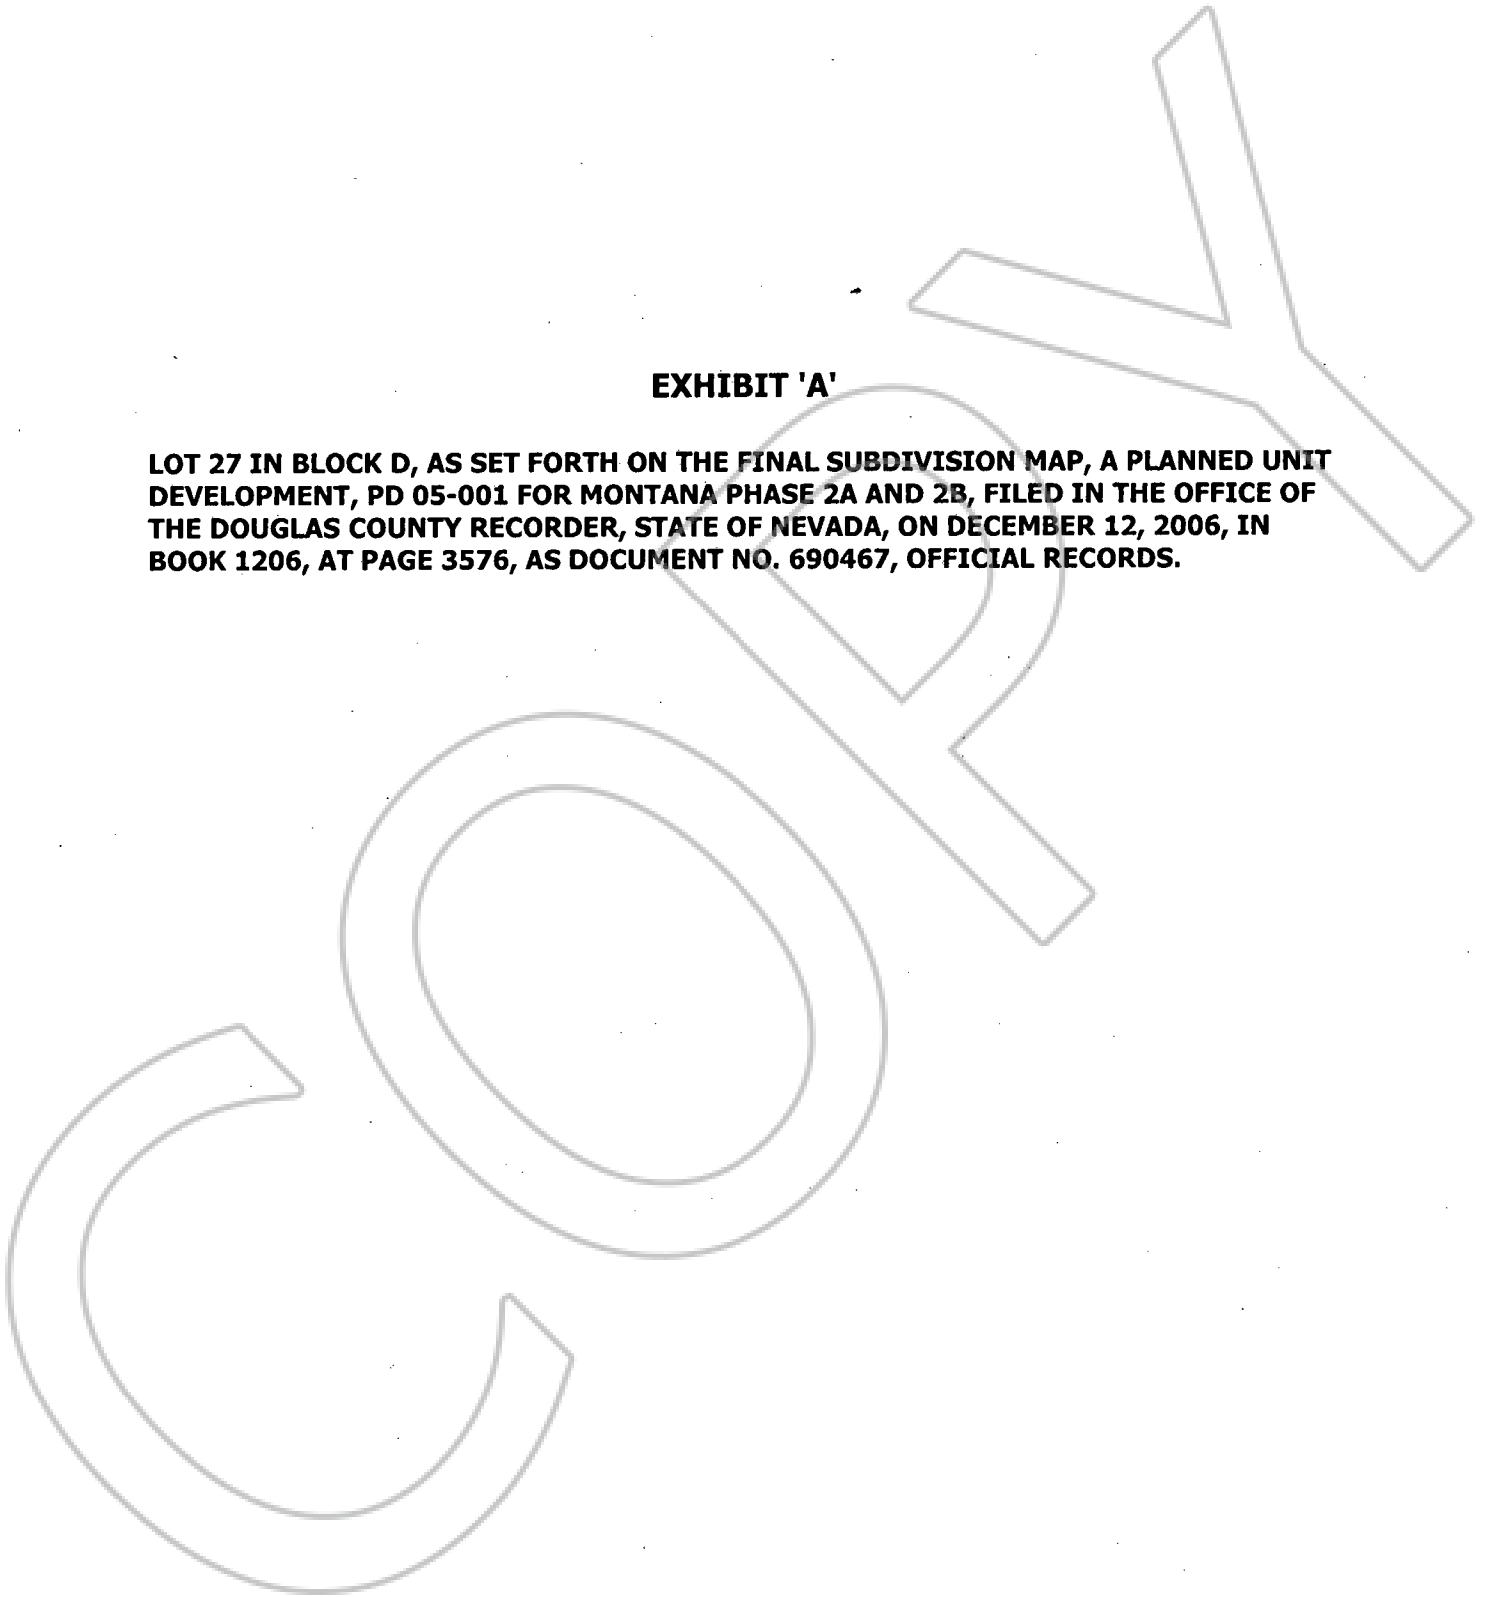 EXHIBIT 'A'
LOT 27 IN BLOCK D, AS SET FORTH ON THE FINAL SUBDIVISION MAP, A PLANNED UNIT
DEVELOPMENT, PD 05-001 FOR MONTANA PHASE 2A AND 2B, FILED IN THE OFFICE OF
THE DOUGLAS COUNTY RECORDER, STATE OF NEVADA, ON DECEMBER 12, 2006, IN
BOOK 1206, AT PAGE 3576, AS DOCUMENT NO. 690467, OFFICIAL RECORDS.
COPY